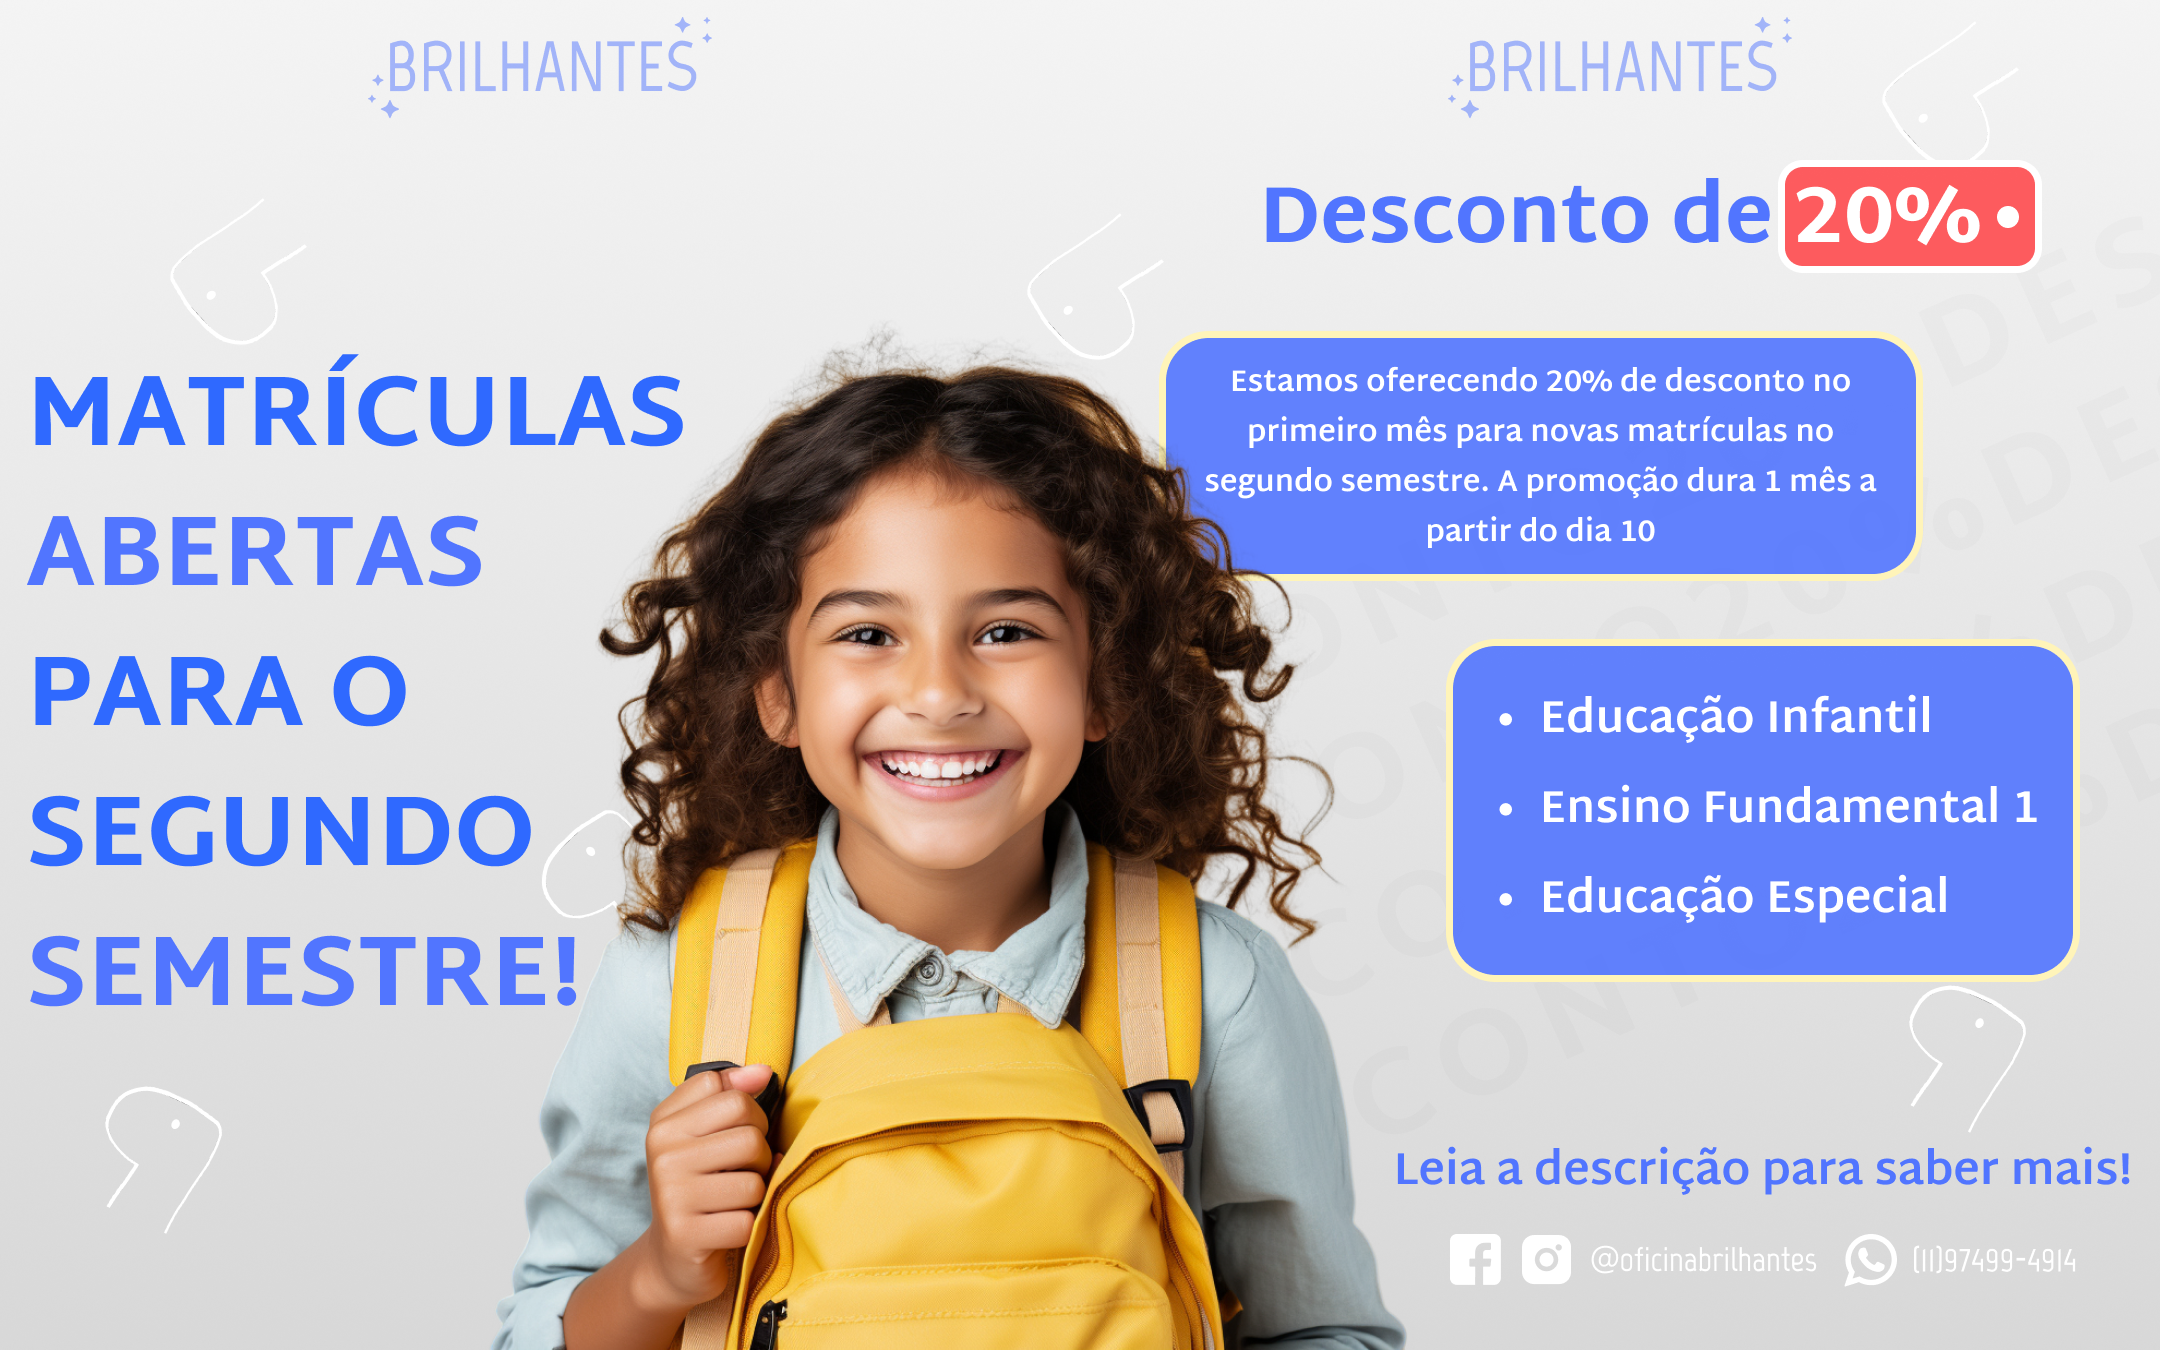 BRILHANTES
MATRÍCULAS
ABERTAS
PARA O
SEGUNDO
SEMESTRE!
BRILHANTES
Desconto de 20% •
Estamos oferecendo 20% de desconto no
primeiro mês para novas matrículas no
segundo semestre. A promoção dura 1 mês a
partir do dia 10
• Educação Infantil
• Ensino Fundamental 1
• Educação Especial
Leia a descrição para saber mais!
@oficinabrilhantes (11)97499-4914